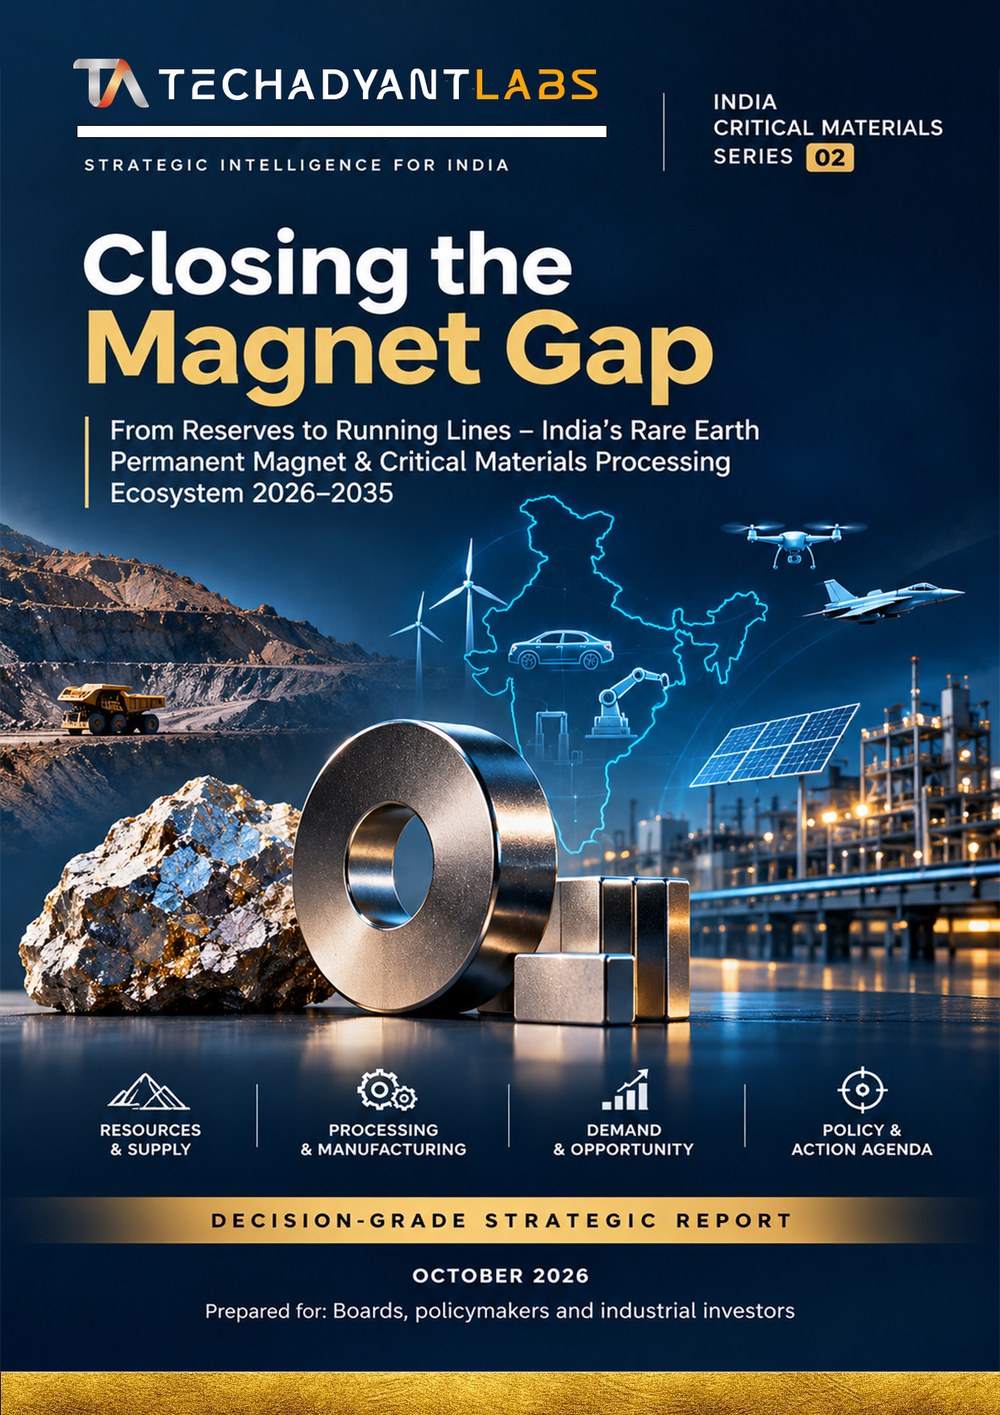 TA TECHADYANTLABS
STRATEGIC INTELLIGENCE FOR INDIA
INDIA
CRITICAL MATERIALS
SERIES 02
Closing the
Magnet Gap
From Reserves to Running Lines – India's Rare Earth
Permanent Magnet & Critical Materials Processing
Ecosystem 2026–2035
RESOURCES
& SUPPLY
PROCESSING
& MANUFACTURING
DEMAND
& OPPORTUNITY
POLICY &
ACTION AGENDA
DECISION-GRADE STRATEGIC REPORT
OCTOBER 2026
Prepared for: Boards, policymakers and industrial investors